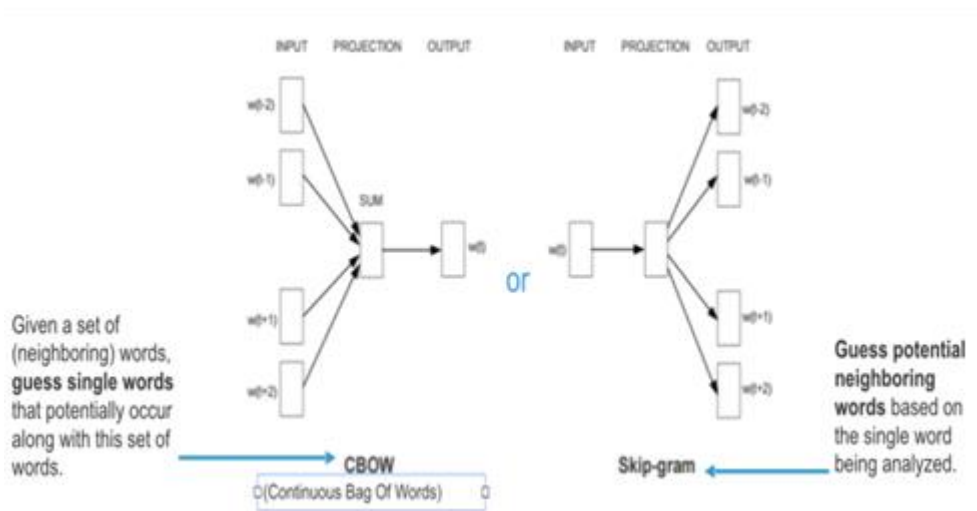 INPUT PROJECTION OUTPUT
w(t-2)
w(t-1)
SUM
w(t)
w(t+1)
w(t+2)
Given a set of
(neighboring) words,
guess single words
that potentially occur
along with this set of
words.
CBOW
(Continuous Bag Of Words)
or
INPUT PROJECTION OUTPUT
w(t-2)
w(t-1)
w(t)
w(t+1)
w(t+2)
Skip-gram
Guess potential
neighboring
words based on
the single word
being analyzed.